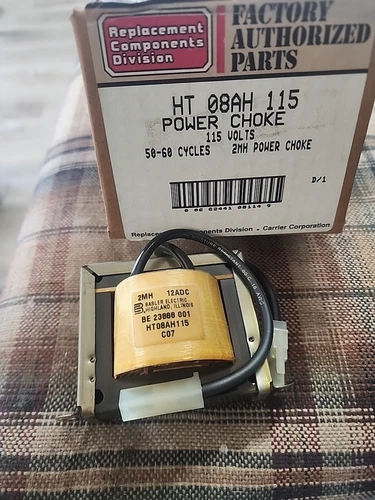 Replacement
Components
Division
FACTORY
AUTHORIZED
PARTS
HT 08AH 115
POWER CHOKE
115 VOLTS
50-60 CYCLES 2MH POWER CHOKE
D/1
Replacement Components Division - Carrier Corporation
2MH 12ADC
BASLER ELECTRIC
HIGHLAND, ILLINOIS
BE 23666 001
HT08AH115
C07